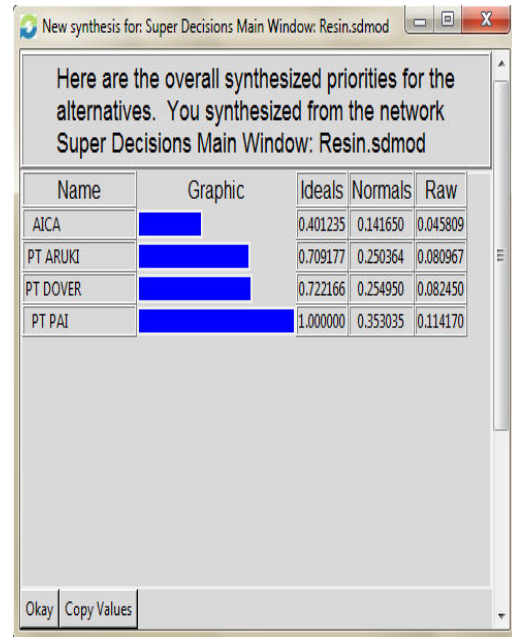 New synthesis for: Super Decisions Main Window: Resin.sdmod
Here are the overall synthesized priorities for the
alternatives. You synthesized from the network
Super Decisions Main Window: Resin.sdmod
Name Graphic Ideals Normals Raw
AICA 0.401235 0.141650 0.045809
PT ARUKI 0.709177 0.250364 0.080967
PT DOVER 0.722166 0.254950 0.082450
PT PAI 1.000000 0.353035 0.114170
Okay Copy Values